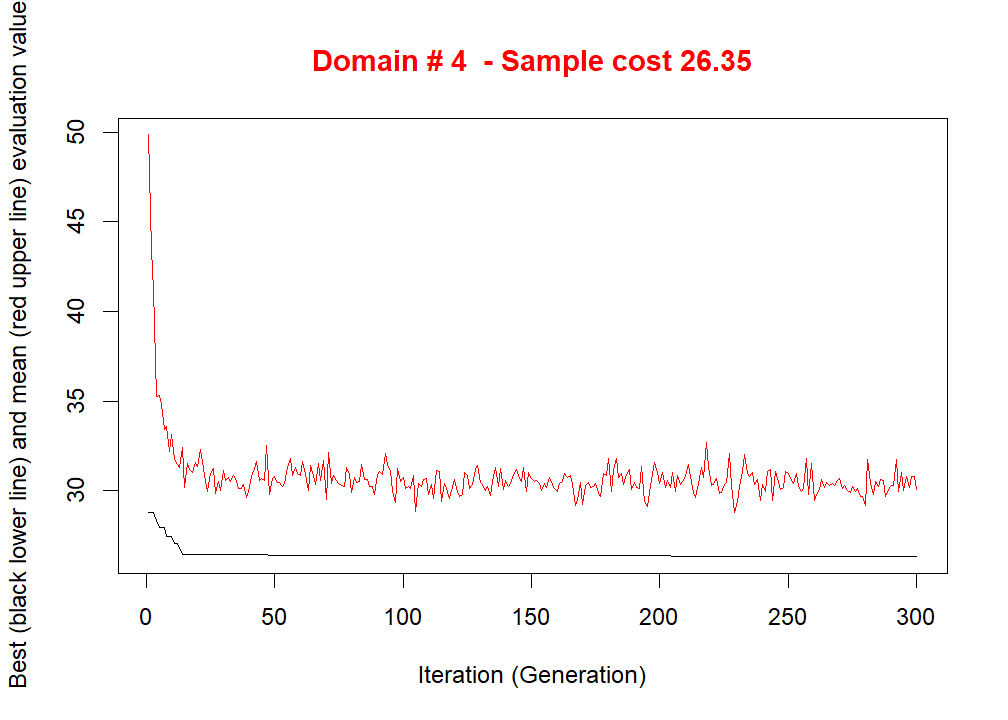 Domain # 4  - Sample cost 26.35
Best (black lower line) and mean (red upper line) evaluation value
50
45
40
35
30
0 50 100 150 200 250 300
Iteration (Generation)